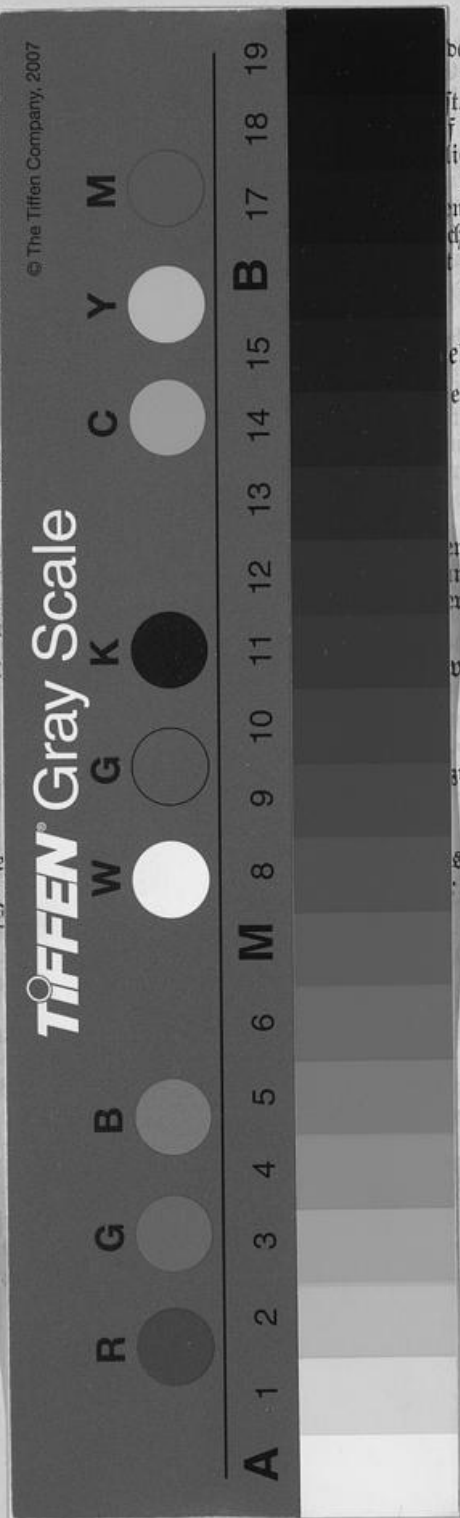 © The Tiffen Company, 2007
TIFFEN® Gray Scale
R G B W G K C Y M
A 1 2 3 4 5 6 M 8 9 10 11 12 13 14 15 B 17 18 19